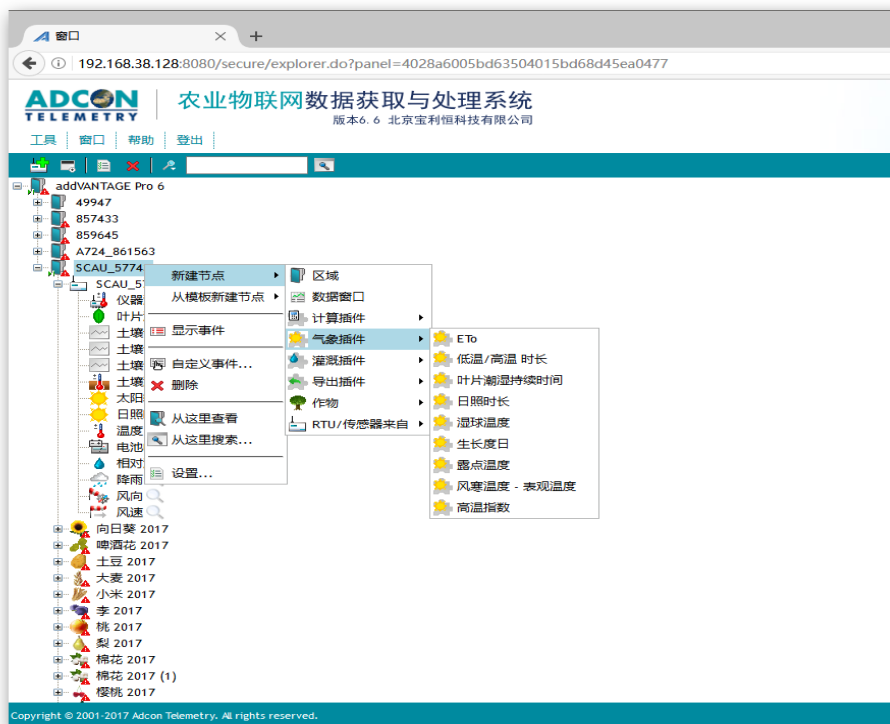 窗口
192.168.38.128:8080/secure/explorer.do?panel=4028a6005bd63504015bd68d45ea0477
ADCON
TELEMETRY
农业物联网数据获取与处理系统
版本6. 6 北京宝利恒科技有限公司
工具 窗口 帮助 登出
addVANTAGE Pro 6
49947
857433
859645
A724_861563
SCAU_5774
SCAU_57
仪器
叶片
土壤
土壤
土壤
土壤
太阳
日照
温度
电池
相对
降雨
风向
风速
向日葵 2017
啤酒花 2017
土豆 2017
大麦 2017
小米 2017
李 2017
桃 2017
梨 2017
棉花 2017
棉花 2017 (1)
樱桃 2017
新建节点
从模板新建节点
显示事件
自定义事件...
删除
从这里查看
从这里搜索...
设置...
区域
数据窗口
计算插件
气象插件
灌溉插件
导出插件
作物
RTU/传感器来自
ETo
低温/高温 时长
叶片潮湿持续时间
日照时长
湿球温度
生长度日
露点温度
风寒温度 - 表观温度
高温指数
Copyright © 2001-2017 Adcon Telemetry. All rights reserved.